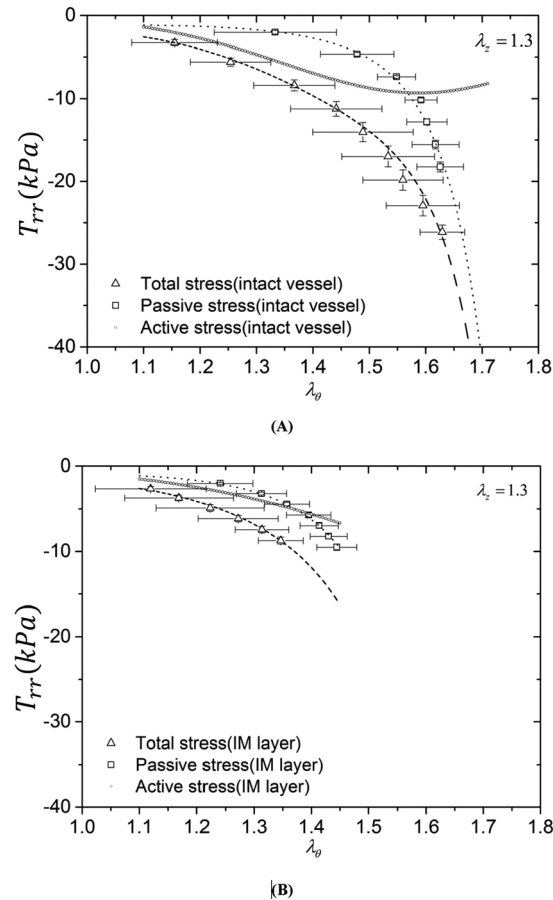 0
-10
-20
-30
-40
T_rr(kPa)
λ_z = 1.3
Total stress(intact vessel)
Passive stress(intact vessel)
Active stress(intact vessel)
1.0 1.1 1.2 1.3 1.4 1.5 1.6 1.7 1.8
λ_θ
(A)
0
-10
-20
-30
-40
T_rr(kPa)
λ_z = 1.3
Total stress(IM layer)
Passive stress(IM layer)
Active stress(IM layer)
1.0 1.1 1.2 1.3 1.4 1.5 1.6 1.7 1.8
λ_θ
(B)